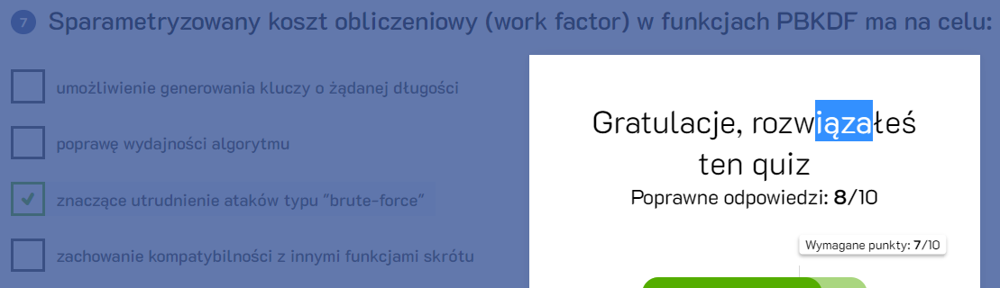 7 Sparametryzowany koszt obliczeniowy (work factor) w funkcjach PBKDF ma na celu:
umożliwienie generowania kluczy o żądanej długości
poprawę wydajności algorytmu
znaczące utrudnienie ataków typu "brute-force"
zachowanie kompatybilności z innymi funkcjami skrótu
Gratulacje, rozwiązałeś
ten quiz
Poprawne odpowiedzi: 8/10
Wymagane punkty: 7/10